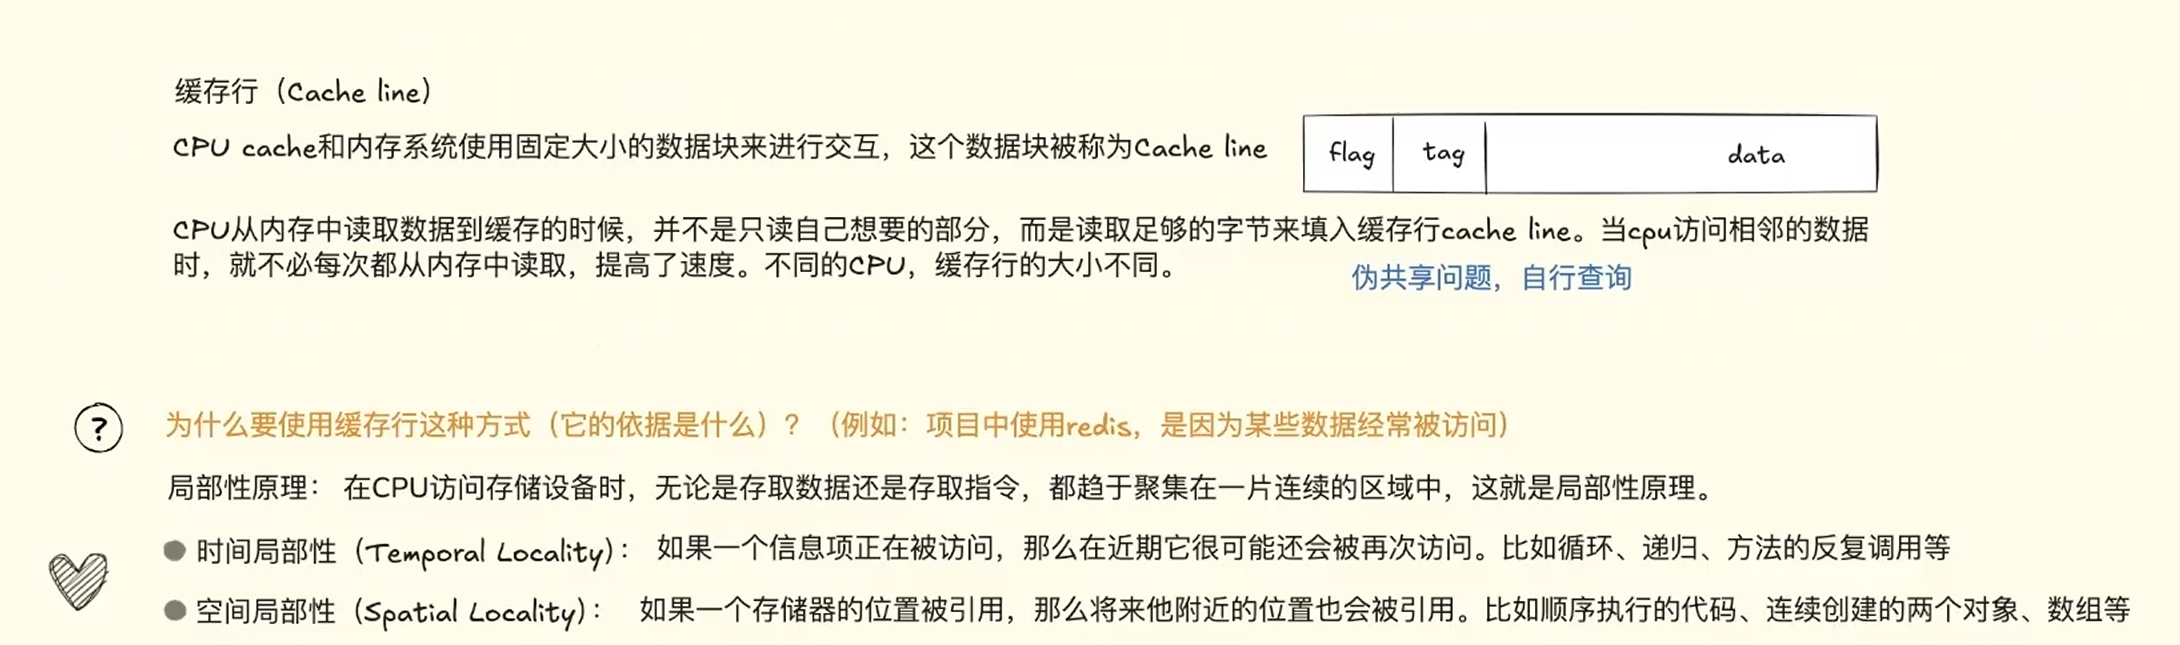 缓存行（Cache line）
CPU cache和内存系统使用固定大小的数据块来进行交互，这个数据块被称为Cache line
flag tag data
CPU从内存中读取数据到缓存的时候，并不是只读自己想要的部分，而是读取足够的字节来填入缓存行cache line。当cpu访问相邻的数据
时，就不必每次都从内存中读取，提高了速度。不同的CPU，缓存行的大小不同。
伪共享问题，自行查询
? 为什么要使用缓存行这种方式（它的依据是什么）？（例如：项目中使用redis，是因为某些数据经常被访问）
局部性原理： 在CPU访问存储设备时，无论是存取数据还是存取指令，都趋于聚集在一片连续的区域中，这就是局部性原理。
时间局部性（Temporal Locality）： 如果一个信息项正在被访问，那么在近期它很可能还会被再次访问。比如循环、递归、方法的反复调用等
空间局部性（Spatial Locality）： 如果一个存储器的位置被引用，那么将来他附近的位置也会被引用。比如顺序执行的代码、连续创建的两个对象、数组等